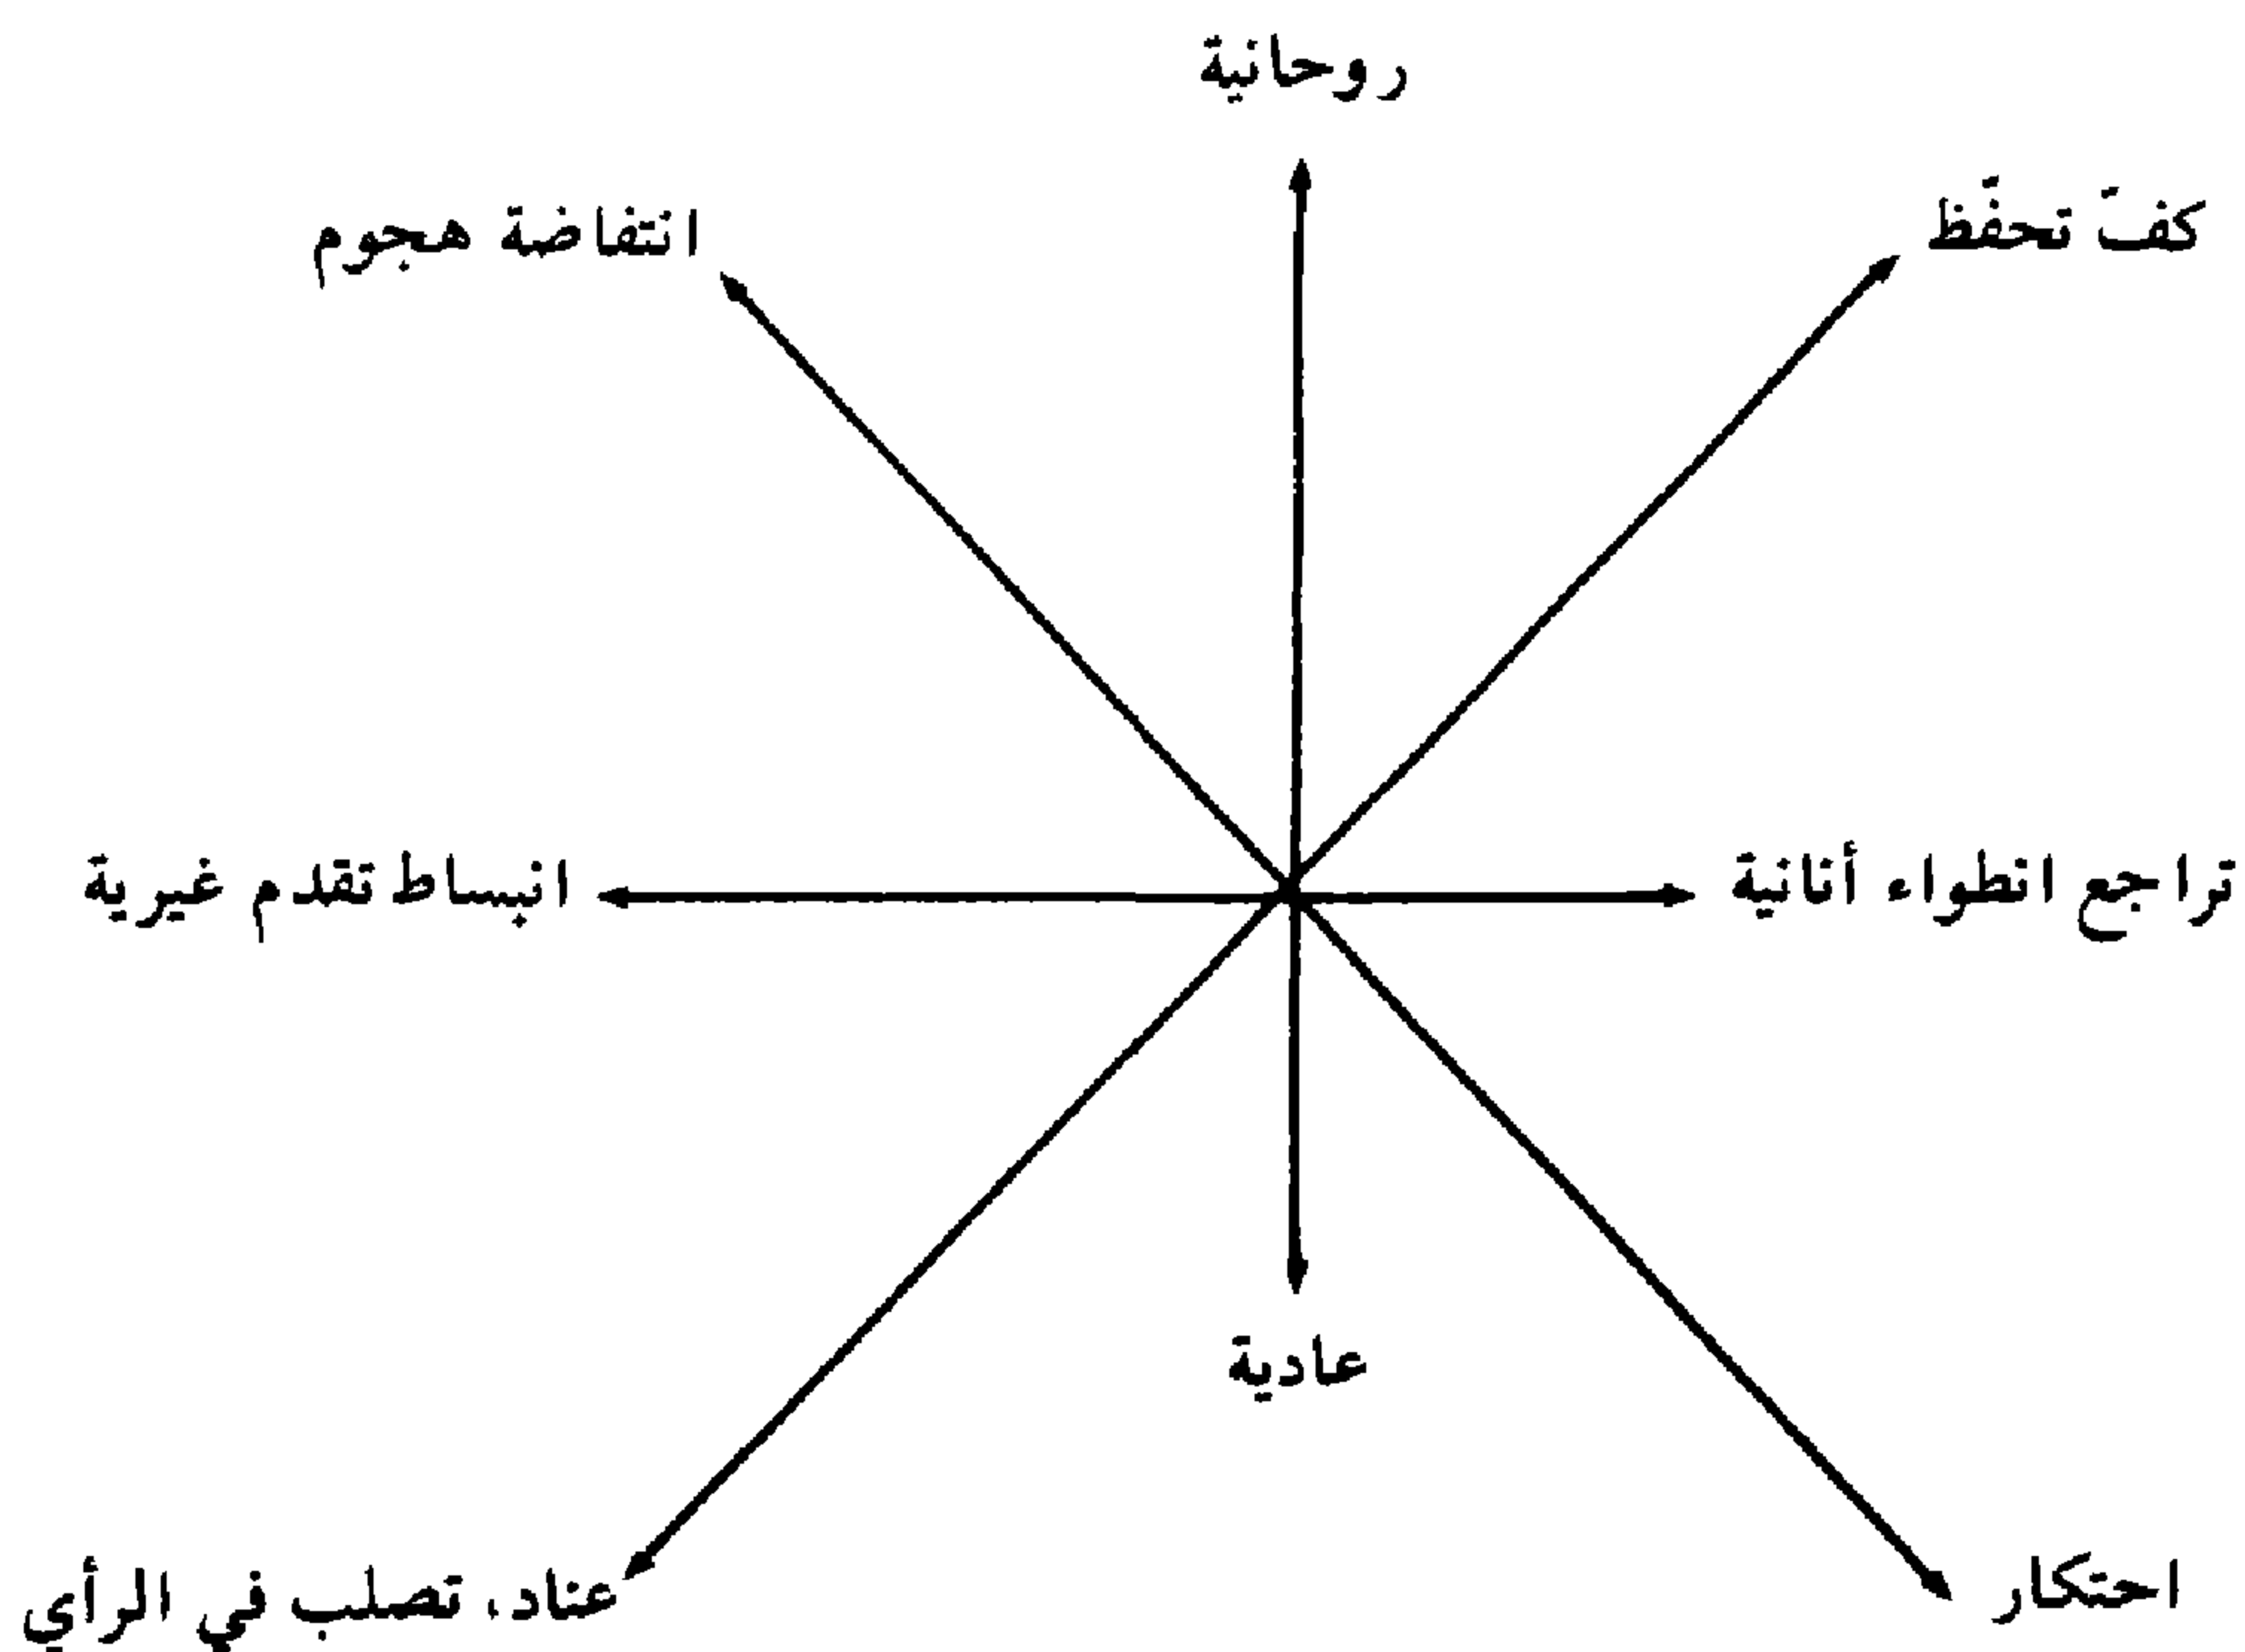 روحانية
كفّ تحفّظ
انتفاضة هجوم
تراجع انطواء أنانية
انبساط تقدم غيرية
عادية
احتكار
عناد، تصلب في الرأي